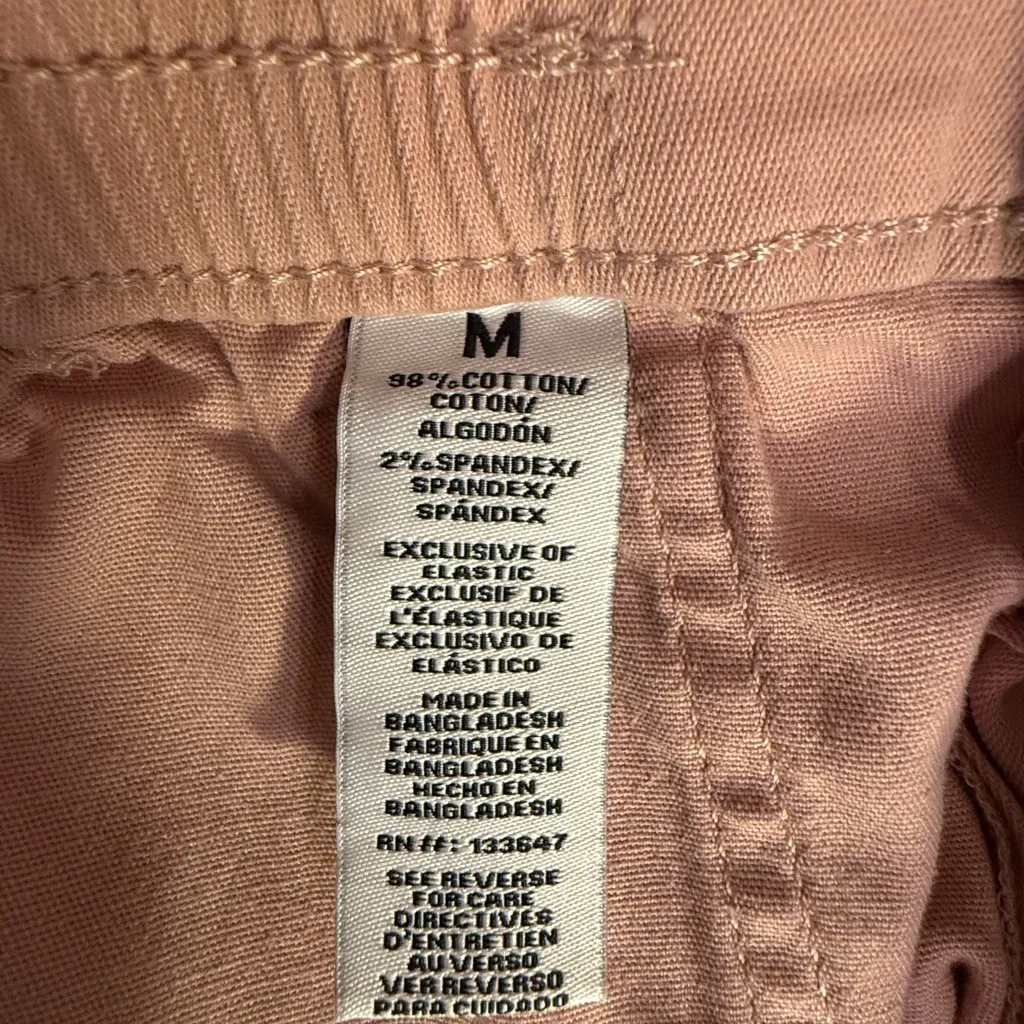 M
98%COTTON/
COTON/
ALGODÓN
2%SPANDEX/
SPANDEX/
SPÁNDEX
EXCLUSIVE OF
ELASTIC
EXCLUSIF DE
L'ÉLASTIQUE
EXCLUSIVO DE
ELÁSTICO
MADE IN
BANGLADESH
FABRIQUE EN
BANGLADESH
HECHO EN
BANGLADESH
RN ##: 133647
SEE REVERSE
FOR CARE
DIRECTIVES
D'ENTRETIEN
AU VERSO
VER REVERSO
PARA CUIDADO